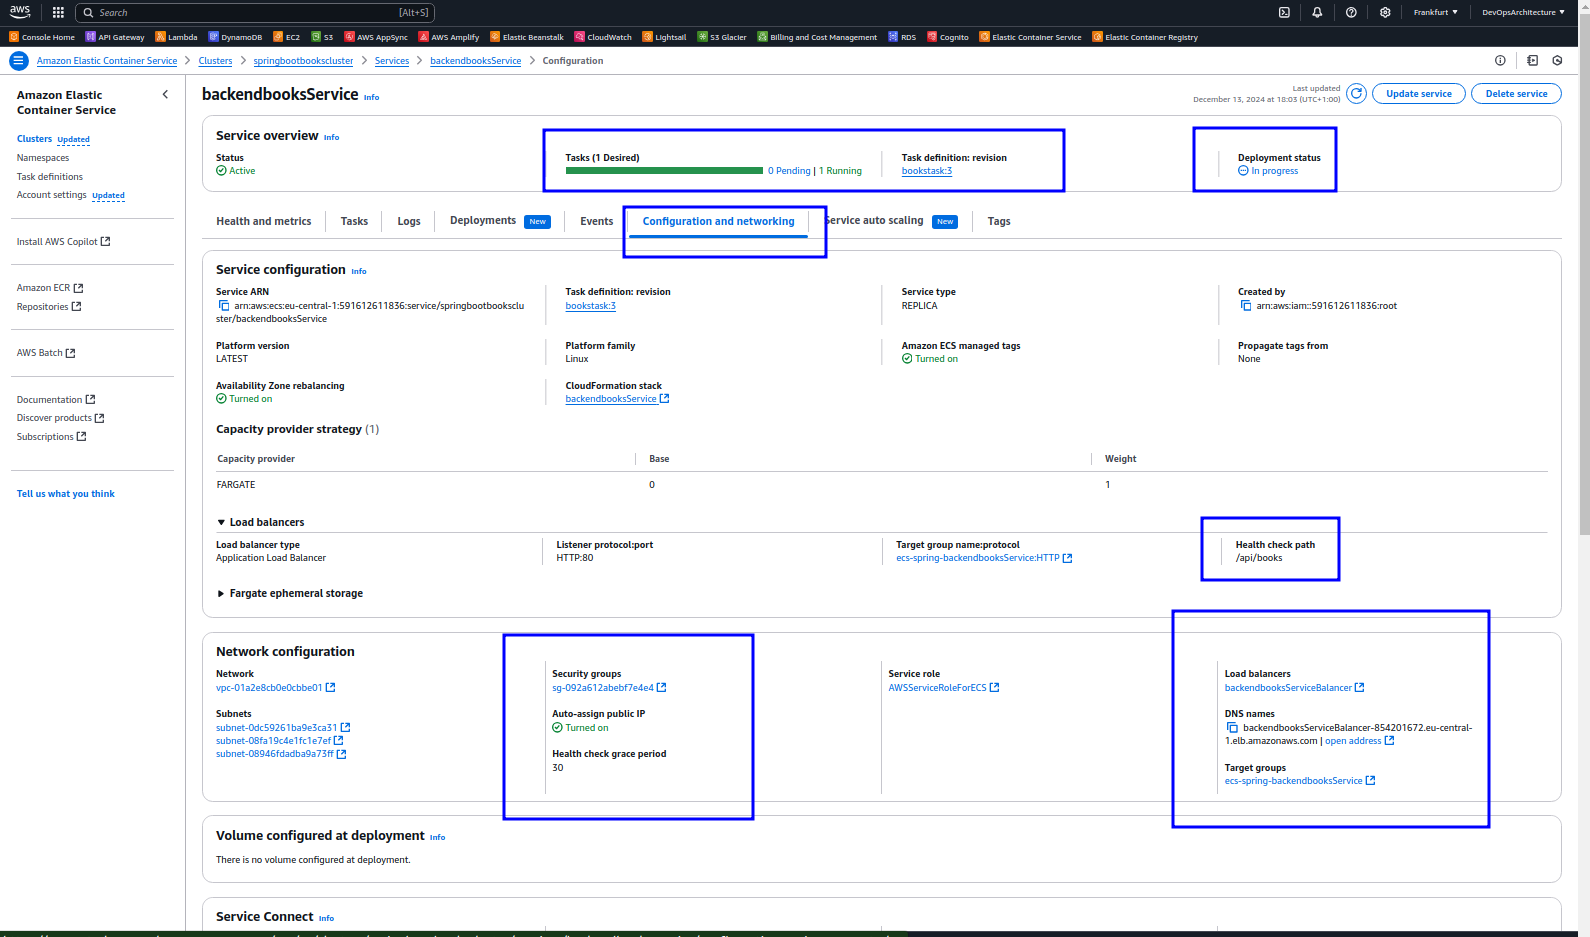 aws
Search [Alt+S]
Frankfurt ▼ DevOpsArchitecture ▼
Console Home API Gateway Lambda DynamoDB EC2 S3 AWS AppSync AWS Amplify Elastic Beanstalk CloudWatch Lightsail S3 Glacier Billing and Cost Management RDS Cognito Elastic Container Service Elastic Container Registry
Amazon Elastic Container Service > Clusters > springbootbookscluster > Services > backendbooksService > Configuration
Amazon Elastic
Container Service
Clusters Updated
Namespaces
Task definitions
Account settings Updated
Install AWS Copilot
Amazon ECR
Repositories
AWS Batch
Documentation
Discover products
Subscriptions
Tell us what you think
backendbooksService Info
Last updated
December 13, 2024 at 18:03 (UTC+1:00)
Update service
Delete service
Service overview Info
Status
Active
Tasks (1 Desired)
0 Pending | 1 Running
Task definition: revision
bookstask:3
Deployment status
In progress
Health and metrics Tasks Logs Deployments New Events Configuration and networking Service auto scaling New Tags
Service configuration Info
Service ARN
arn:aws:ecs:eu-central-1:591612611836:service/springbootbookscluster/backendbooksService
Task definition: revision
bookstask:3
Service type
REPLICA
Created by
arn:aws:iam::591612611836:root
Platform version
LATEST
Platform family
Linux
Amazon ECS managed tags
Turned on
Propagate tags from
None
Availability Zone rebalancing
Turned on
CloudFormation stack
backendbooksService
Capacity provider strategy (1)
Capacity provider Base Weight
FARGATE 0 1
Load balancers
Load balancer type
Application Load Balancer
Listener protocol:port
HTTP:80
Target group name:protocol
ecs-spring-backendbooksService:HTTP
Health check path
/api/books
Fargate ephemeral storage
Network configuration
Network
vpc-01a2e8cb0e0cbbe01
Subnets
subnet-0dc59261ba9e3ca31
subnet-08fa19c4e1fc1e7ef
subnet-08946fdadba9a73ff
Security groups
sg-092a612abebf7e4e4
Auto-assign public IP
Turned on
Health check grace period
30
Service role
AWSServiceRoleForECS
Load balancers
backendbooksServiceBalancer
DNS names
backendbooksServiceBalancer-854201672.eu-central-
1.elb.amazonaws.com | open address
Target groups
ecs-spring-backendbooksService
Volume configured at deployment Info
There is no volume configured at deployment.
Service Connect Info